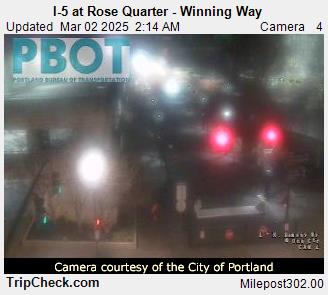 I-5 at Rose Quarter - Winning Way
Updated Mar 02 2025 2:14 AM Camera 4
PBOT
PORTLAND BUREAU OF TRANSPORTATION
Camera courtesy of the City of Portland
TripCheck.com Milepost302.00